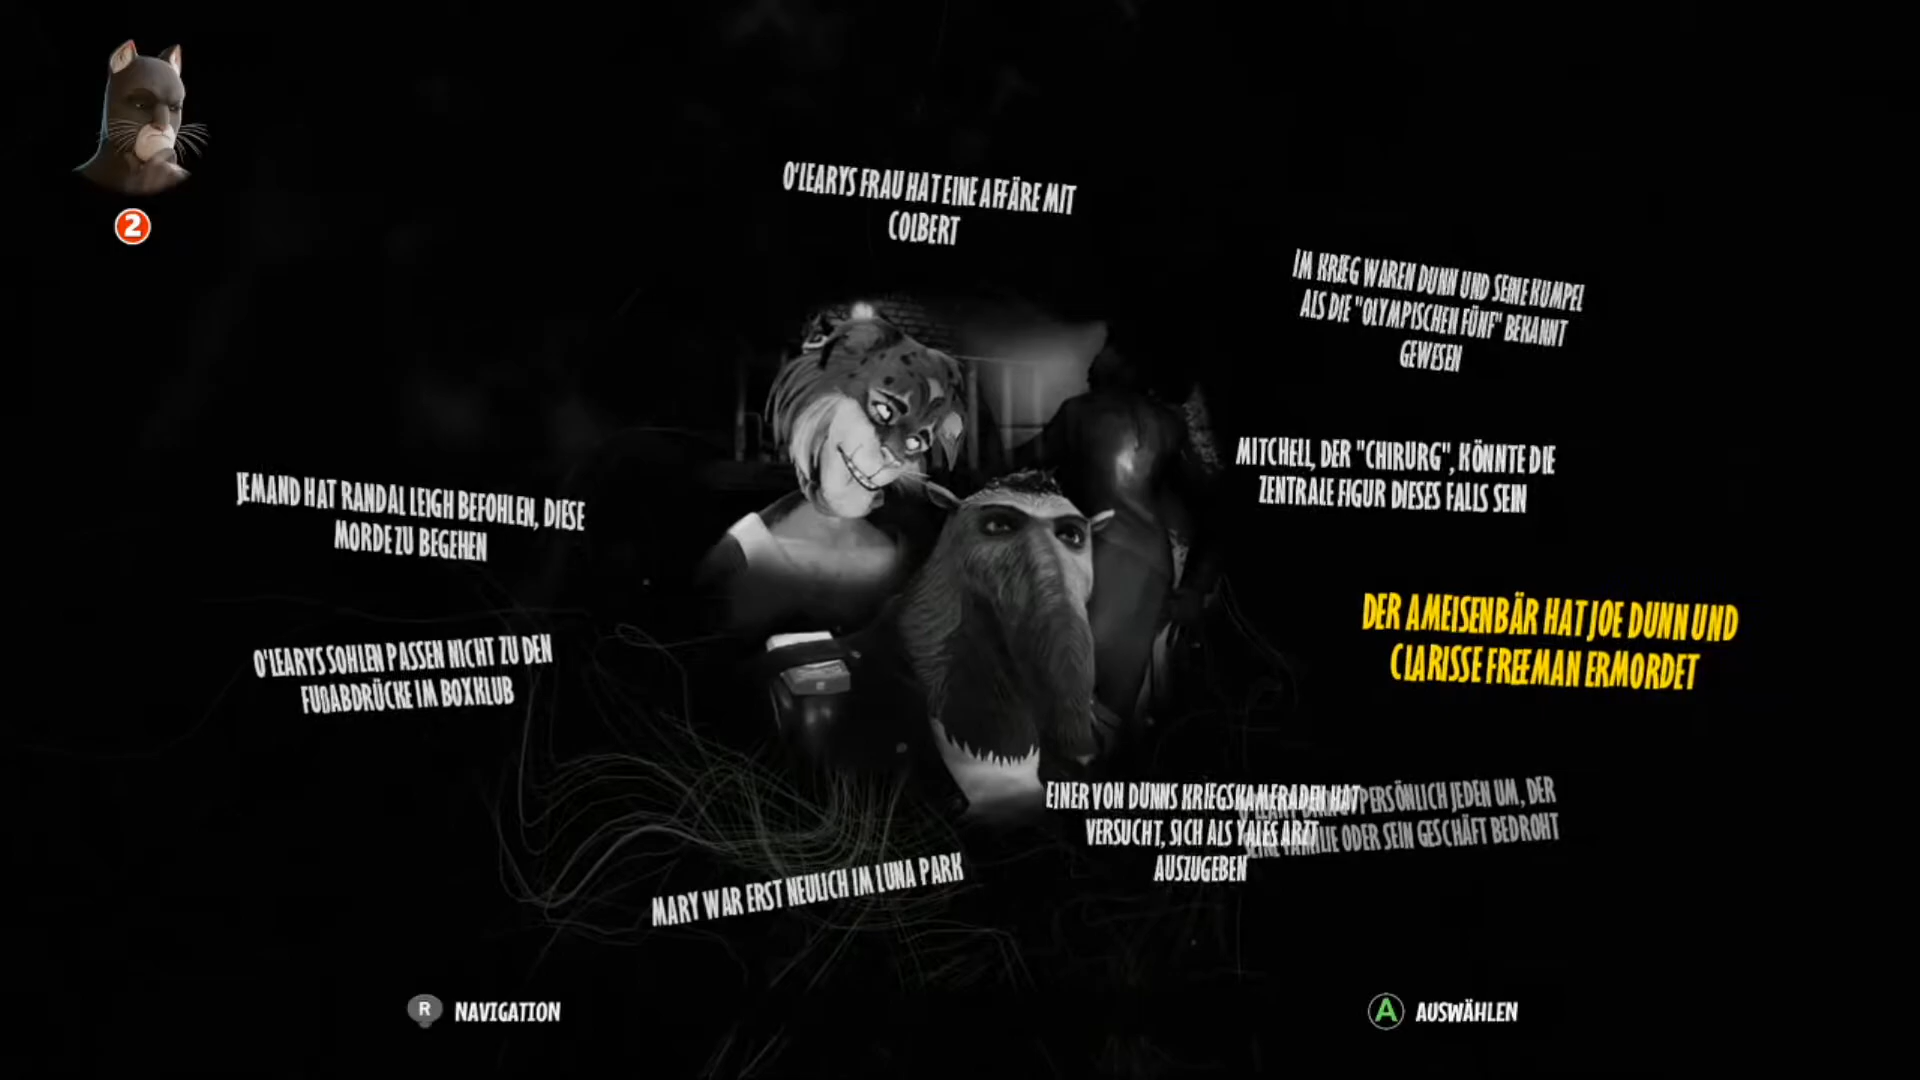 2
O'LEARYS FRAU HAT EINE AFFÄRE MIT
COLBERT
IM KRIEG WAREN DUNN UND SEINE KUMPEL
ALS DIE "OLYMPISCHEN FÜNF" BEKANNT
GEWESEN
MITCHELL, DER "CHIRURG", KÖNNTE DIE
ZENTRALE FIGUR DIESES FALLS SEIN
JEMAND HAT RANDAL LEIGH BEFOHLEN, DIESE
MORDE ZU BEGEHEN
DER AMEISENBÄR HAT JOE DUNN UND
CLARISSE FREEMAN ERMORDET
O'LEARYS SOHLEN PASSEN NICHT ZU DEN
FUẞABDRÜCKE IM BOXKLUB
EINER VON DUNNS KRIEGSKAMERADEN HAT
VERSUCHT, SICH ALS YALES ARZT
AUSZUGEBEN
PERSÖNLICH JEDEN UM, DER
FAMILIE ODER SEIN GESCHÄFT BEDROHT
MARY WAR ERST NEULICH IM LUNA PARK
R NAVIGATION
A AUSWÄHLEN